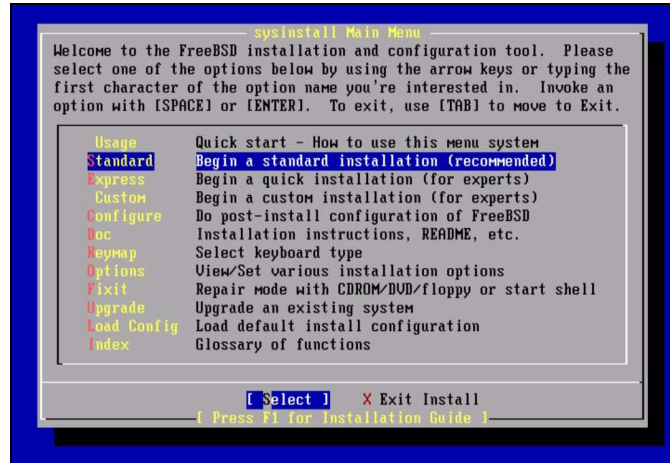 sysinstall Main Menu
Welcome to the FreeBSD installation and configuration tool.  Please
select one of the options below by using the arrow keys or typing the
first character of the option name you're interested in.  Invoke an
option with [SPACE] or [ENTER].  To exit, use [TAB] to move to Exit.
Usage Quick start - How to use this menu system
Standard Begin a standard installation (recommended)
Express Begin a quick installation (for experts)
Custom Begin a custom installation (for experts)
Configure Do post-install configuration of FreeBSD
Doc Installation instructions, README, etc.
Keymap Select keyboard type
Options View/Set various installation options
Fixit Repair mode with CDROM/DVD/floppy or start shell
Upgrade Upgrade an existing system
Load Config Load default install configuration
Index Glossary of functions
[ Select ] X Exit Install
[ Press F1 for Installation Guide ]